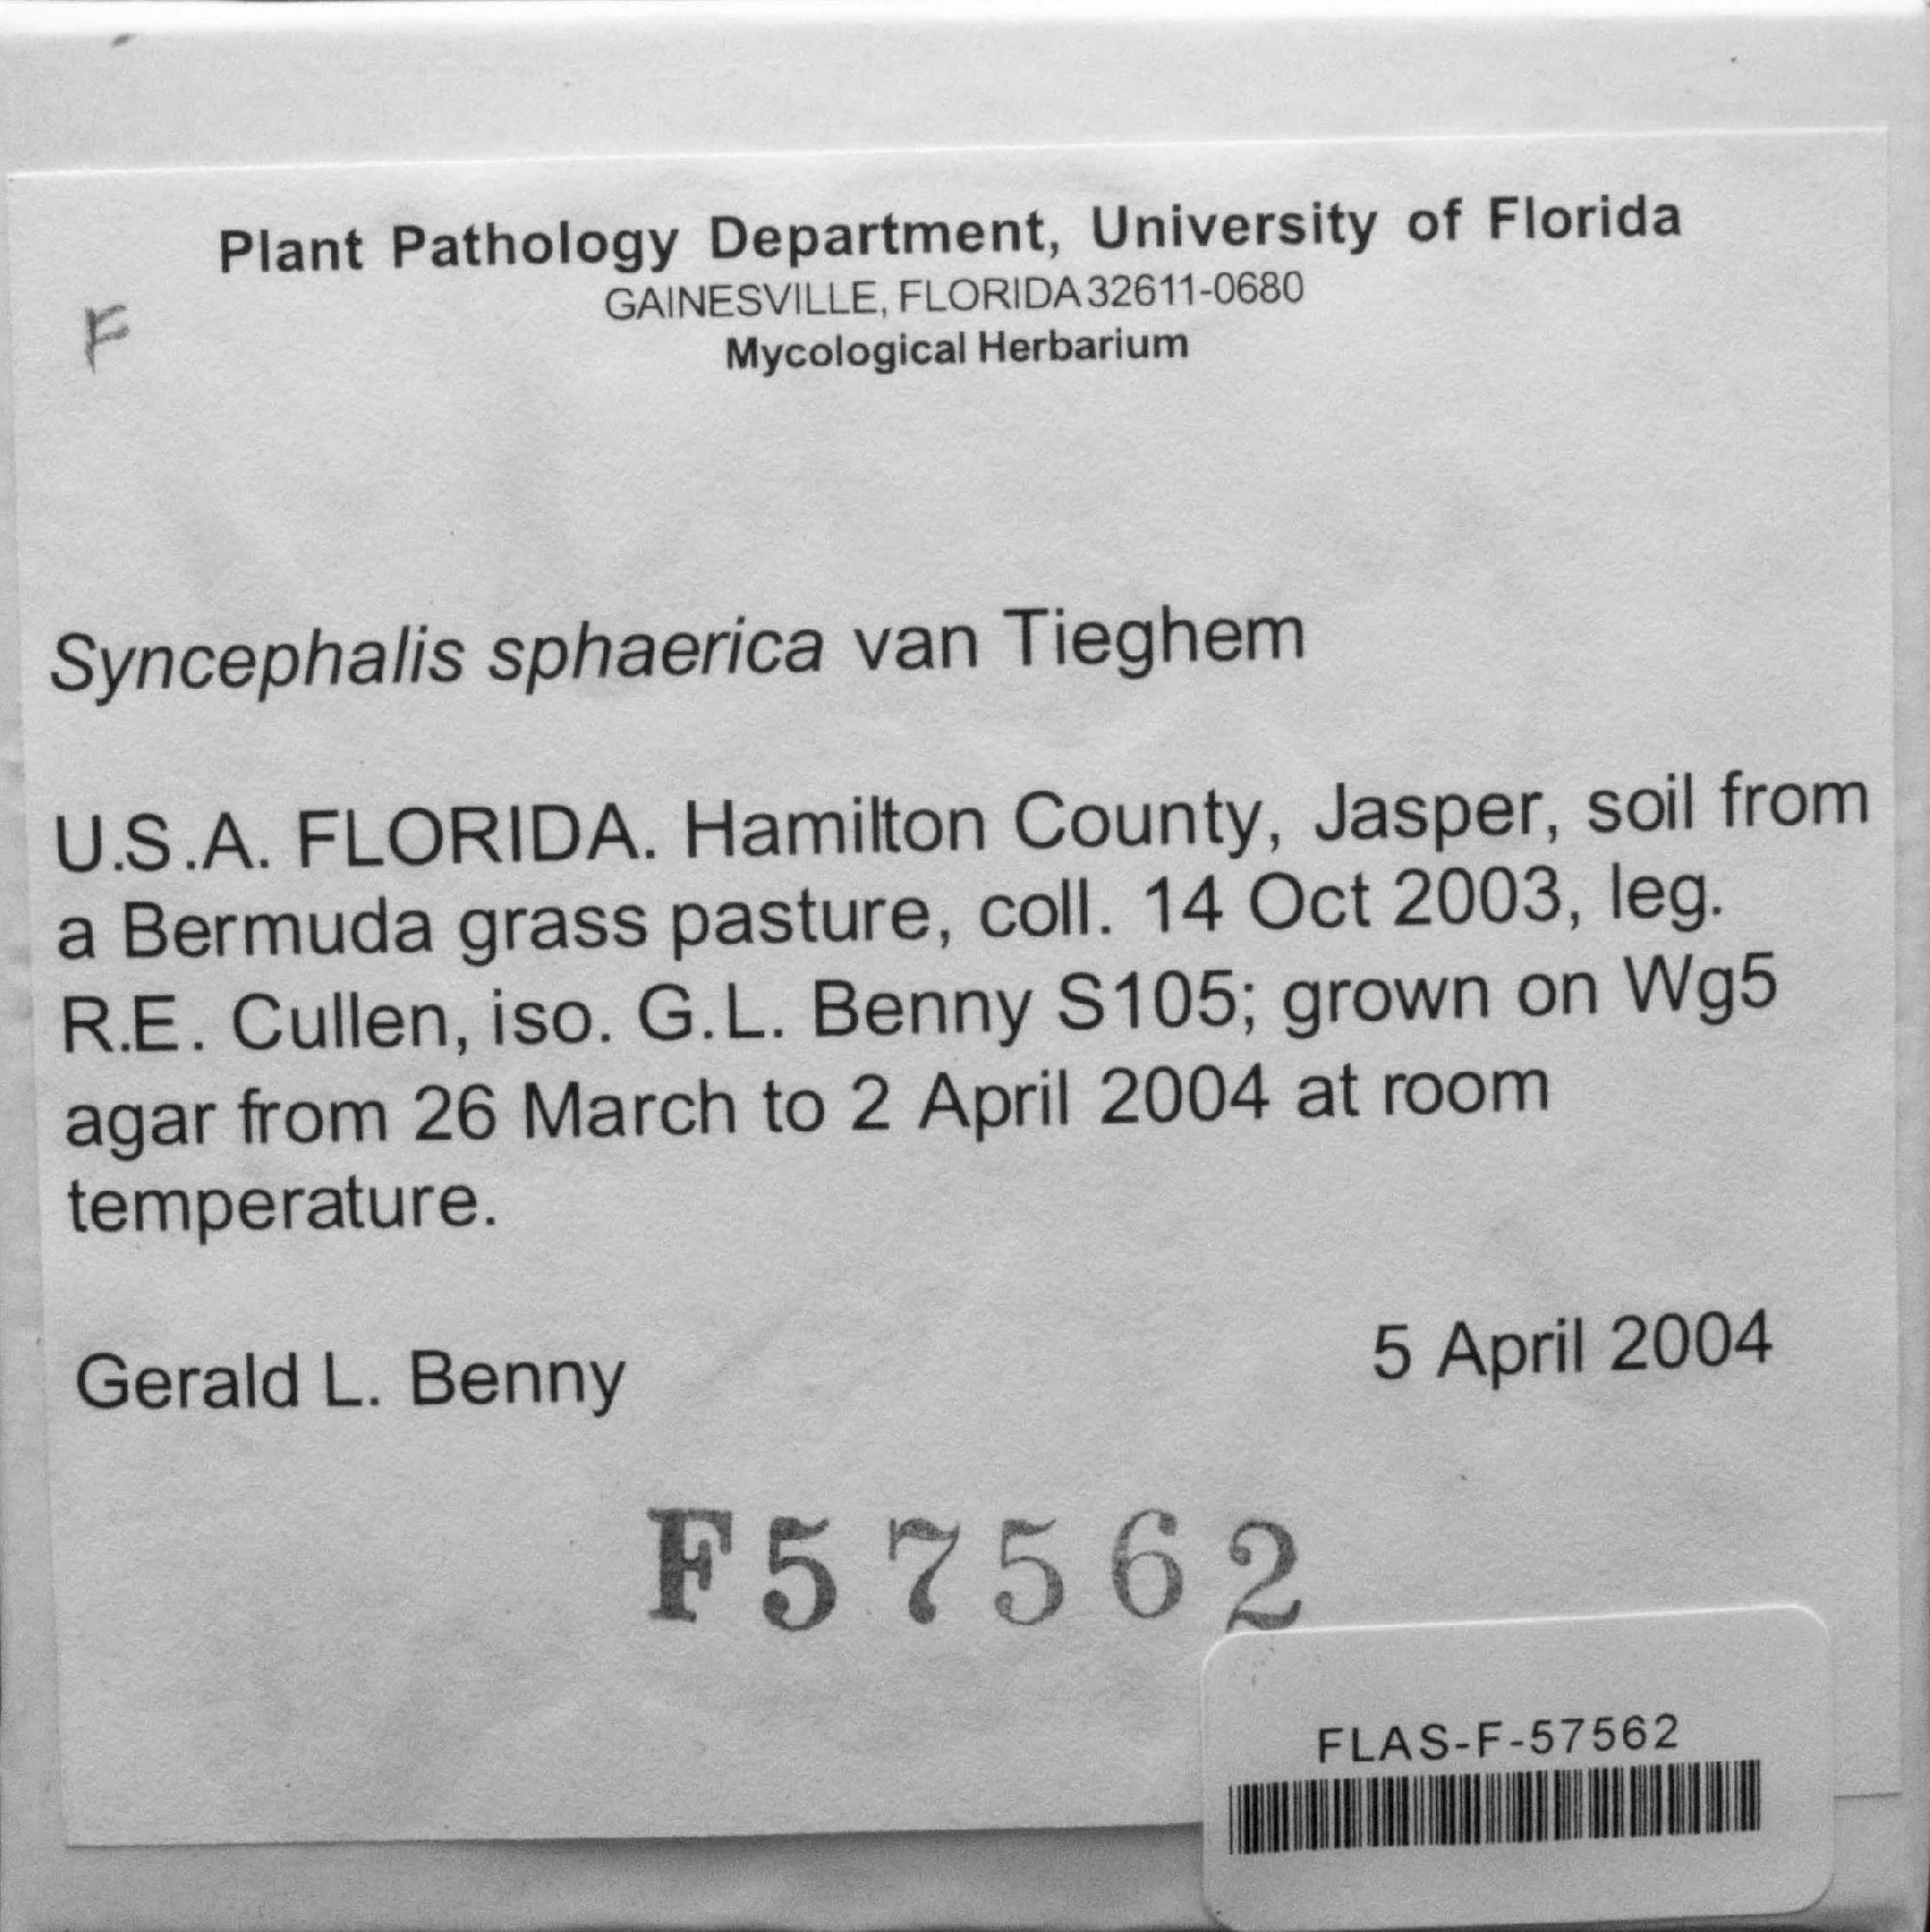 Plant Pathology Department, University of Florida
GAINESVILLE, FLORIDA 32611-0680
F
Mycological Herbarium
Syncephalis sphaerica van Tieghem
U.S.A. FLORIDA. Hamilton County, Jasper, soil from
a Bermuda grass pasture, coll. 14 Oct 2003, leg.
R.E. Cullen, iso. G.L. Benny S105; grown on Wg5
agar from 26 March to 2 April 2004 at room
temperature.
Gerald L. Benny 5 April 2004
F57562
FLAS-F-57562